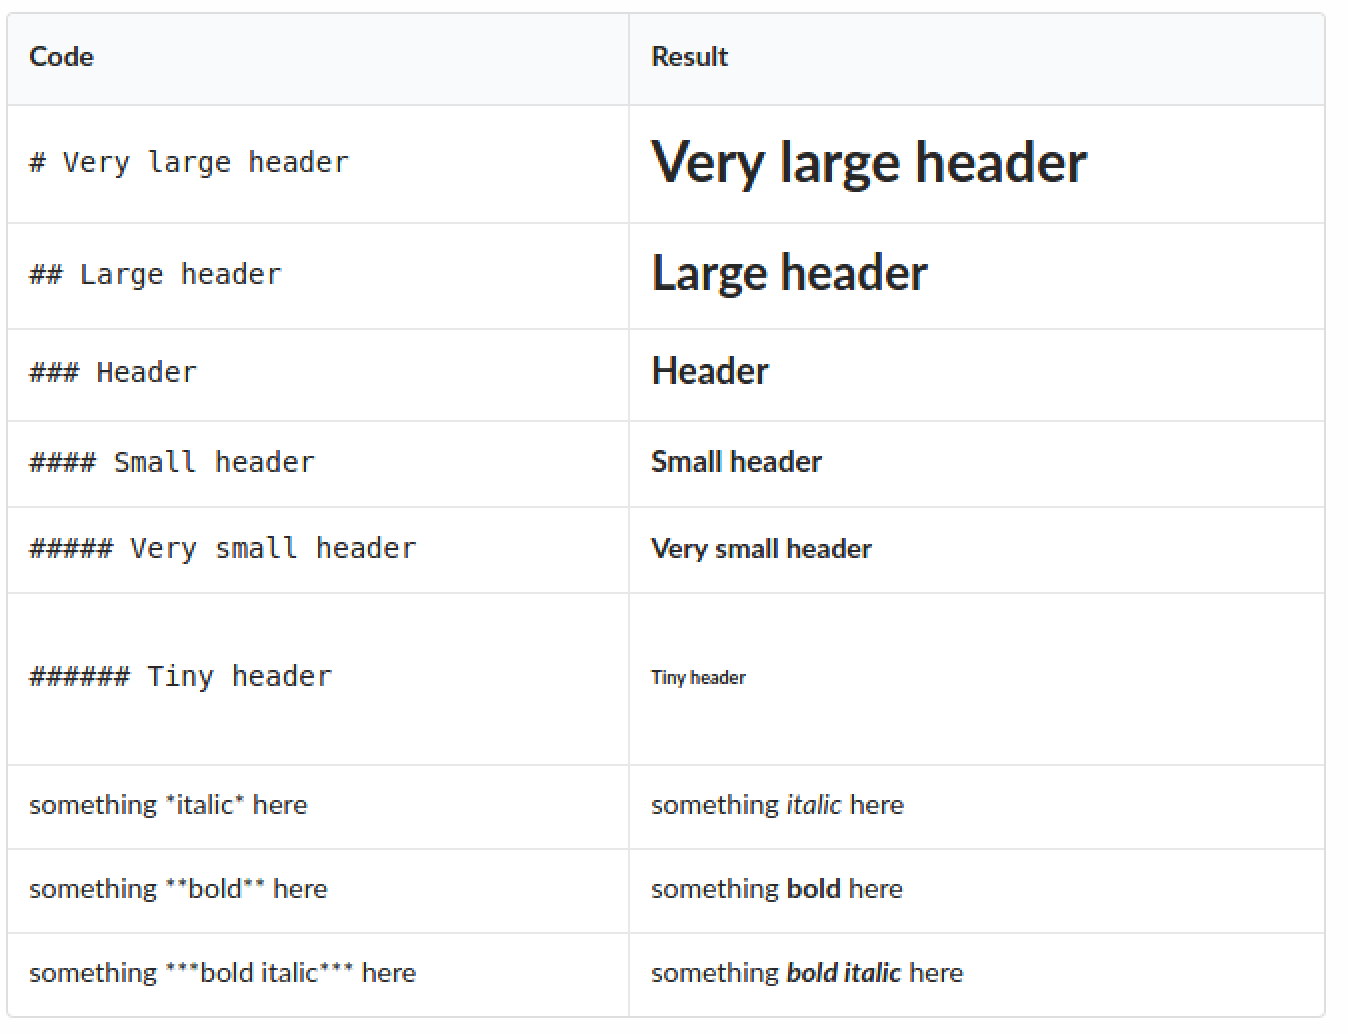 Code Result
# Very large header Very large header
## Large header Large header
### Header Header
#### Small header Small header
##### Very small header Very small header
###### Tiny header Tiny header
something *italic* here something italic here
something **bold** here something bold here
something ***bold italic*** here something bold italic here